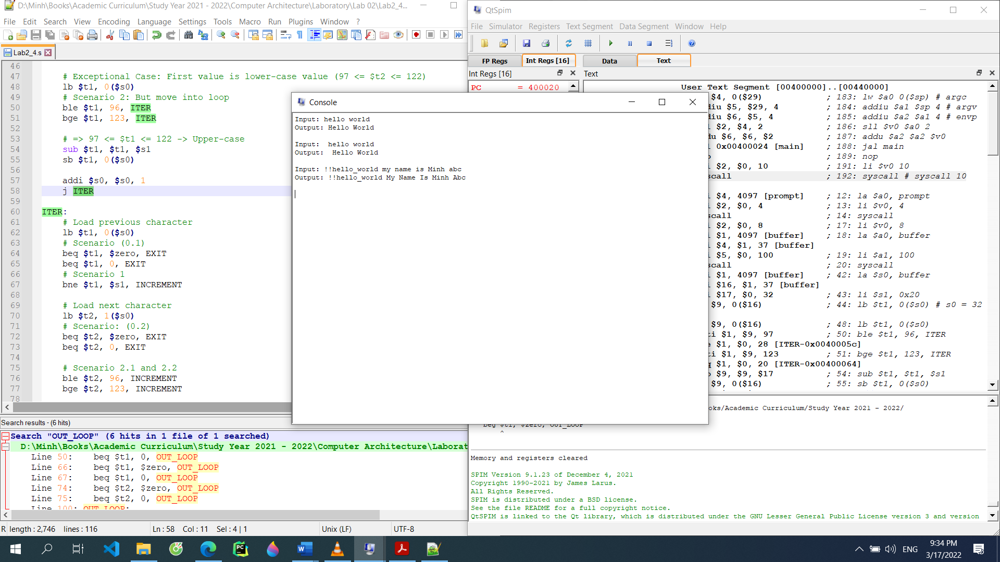 D:\Minh\Books\Academic Curriculum\Study Year 2021 - 2022\Computer Architecture\Laboratory\Lab 02\Lab2_4...
File Edit Search View Encoding Language Settings Tools Macro Run Plugins Window ?
Lab2_4.s
46
47 # Exceptional Case: First value is lower-case value (97 <= $t2 <= 122)
48 lb $t1, 0($s0)
49 # Scenario 2: But move into loop
50 ble $t1, 96, ITER
51 bge $t1, 123, ITER
52
53 # => 97 <= $t1 <= 122 -> Upper-case
54 sub $t1, $t1, $s1
55 sb $t1, 0($s0)
56
57 addi $s0, $s0, 1
58 j ITER
59
60 ITER:
61 # Load previous character
62 lb $t1, 0($s0)
63 # Scenario (0.1)
64 beq $t1, $zero, EXIT
65 beq $t1, 0, EXIT
66 # Scenario 1
67 bne $t1, $s1, INCREMENT
68
69 # Load next character
70 lb $t2, 1($s0)
71 # Scenario: (0.2)
72 beq $t2, $zero, EXIT
73 beq $t2, 0, EXIT
74
75 # Scenario 2.1 and 2.2
76 ble $t2, 96, INCREMENT
77 bge $t2, 123, INCREMENT
78
Search results - (6 hits)
Search "OUT_LOOP" (6 hits in 1 file of 1 searched)
D:\Minh\Books\Academic Curriculum\Study Year 2021 - 2022\Computer Architecture\Laborat
Line 50: beq $t1, 0, OUT_LOOP
Line 66: beq $t1, $zero, OUT_LOOP
Line 67: beq $t1, 0, OUT_LOOP
Line 74: beq $t2, $zero, OUT_LOOP
Line 75: beq $t2, 0, OUT_LOOP
Line 100: OUT_LOOP:
R length : 2,746 lines : 116 Ln : 58 Col : 11 Sel : 4 | 1 Unix (LF) UTF-8
Console
Input: hello world
Output: Hello World
Input:  hello world
Output:  Hello World
Input: !!hello_world my name is Minh abc
Output: !!hello_world My Name Is Minh Abc
QtSpim
File Simulator Registers Text Segment Data Segment Window Help
FP Regs Int Regs [16] Data Text
Int Regs [16] Text
PC = 400020
User Text Segment [00400000]..[00440000]
$4, 0($29) ; 183: lw $a0 0($sp) # argc
diu $5, $29, 4 ; 184: addiu $a1 $sp 4 # argv
diu $6, $5, 4 ; 185: addiu $a2 $a1 4 # envp
$2, $4, 2 ; 186: sll $v0 $a0 2
du $6, $6, $2 ; 187: addu $a2 $a2 $v0
0x00400024 [main] ; 188: jal main
; 189: nop
$2, $0, 10 ; 191: li $v0 10
scall ; 192: syscall # syscall 10
$4, 4097 [prompt] ; 12: la $a0, prompt
$2, $0, 4 ; 13: li $v0, 4
scall ; 14: syscall
$2, $0, 8 ; 17: li $v0, 8
$1, 4097 [buffer] ; 18: la $a0, buffer
$4, $1, 37 [buffer]
$5, $0, 100 ; 19: li $a1, 100
scall ; 20: syscall
$1, 4097 [buffer] ; 42: la $s0, buffer
$16, $1, 37 [buffer]
$17, $0, 32 ; 43: li $s1, 0x20
$9, 0($16) ; 44: lb $t1, 0($s0) # s0 = 32
$9, 0($16) ; 48: lb $t1, 0($s0)
ti $1, $9, 97 ; 50: ble $t1, 96, ITER
e $1, $0, 28 [ITER-0x0040005c]
ti $1, $9, 123 ; 51: bge $t1, 123, ITER
q $1, $0, 20 [ITER-0x00400064]
$9, $9, $17 ; 54: sub $t1, $t1, $s1
$9, 0($16) ; 55: sb $t1, 0($s0)
oks/Academic Curriculum/Study Year 2021 - 2022/
beq $t1, $zero, OUT_LOOP
^
Memory and registers cleared
SPIM Version 9.1.23 of December 4, 2021
Copyright 1990-2021 by James Larus.
All Rights Reserved.
SPIM is distributed under a BSD license.
See the file README for a full copyright notice.
QtSPIM is linked to the Qt library, which is distributed under the GNU Lesser General Public License version 3 and version
ENG
9:34 PM
3/17/2022